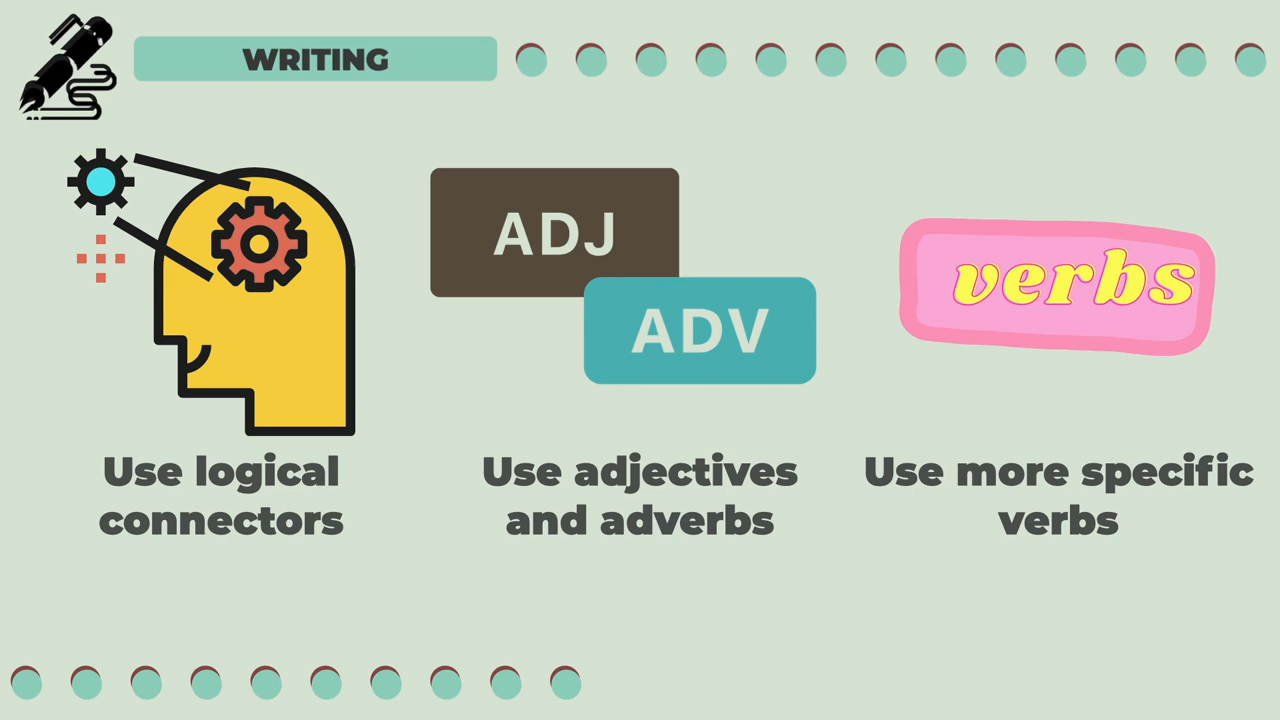 WRITING
ADJ
ADV
verbs
Use logical
connectors
Use adjectives
and adverbs
Use more specific
verbs